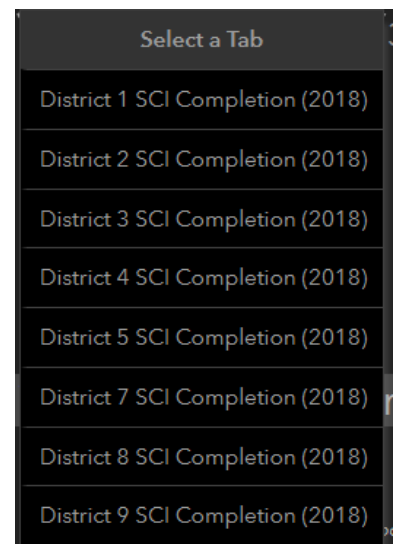 Select a Tab
District 1 SCI Completion (2018)
District 2 SCI Completion (2018)
District 3 SCI Completion (2018)
District 4 SCI Completion (2018)
District 5 SCI Completion (2018)
District 7 SCI Completion (2018)
District 8 SCI Completion (2018)
District 9 SCI Completion (2018)